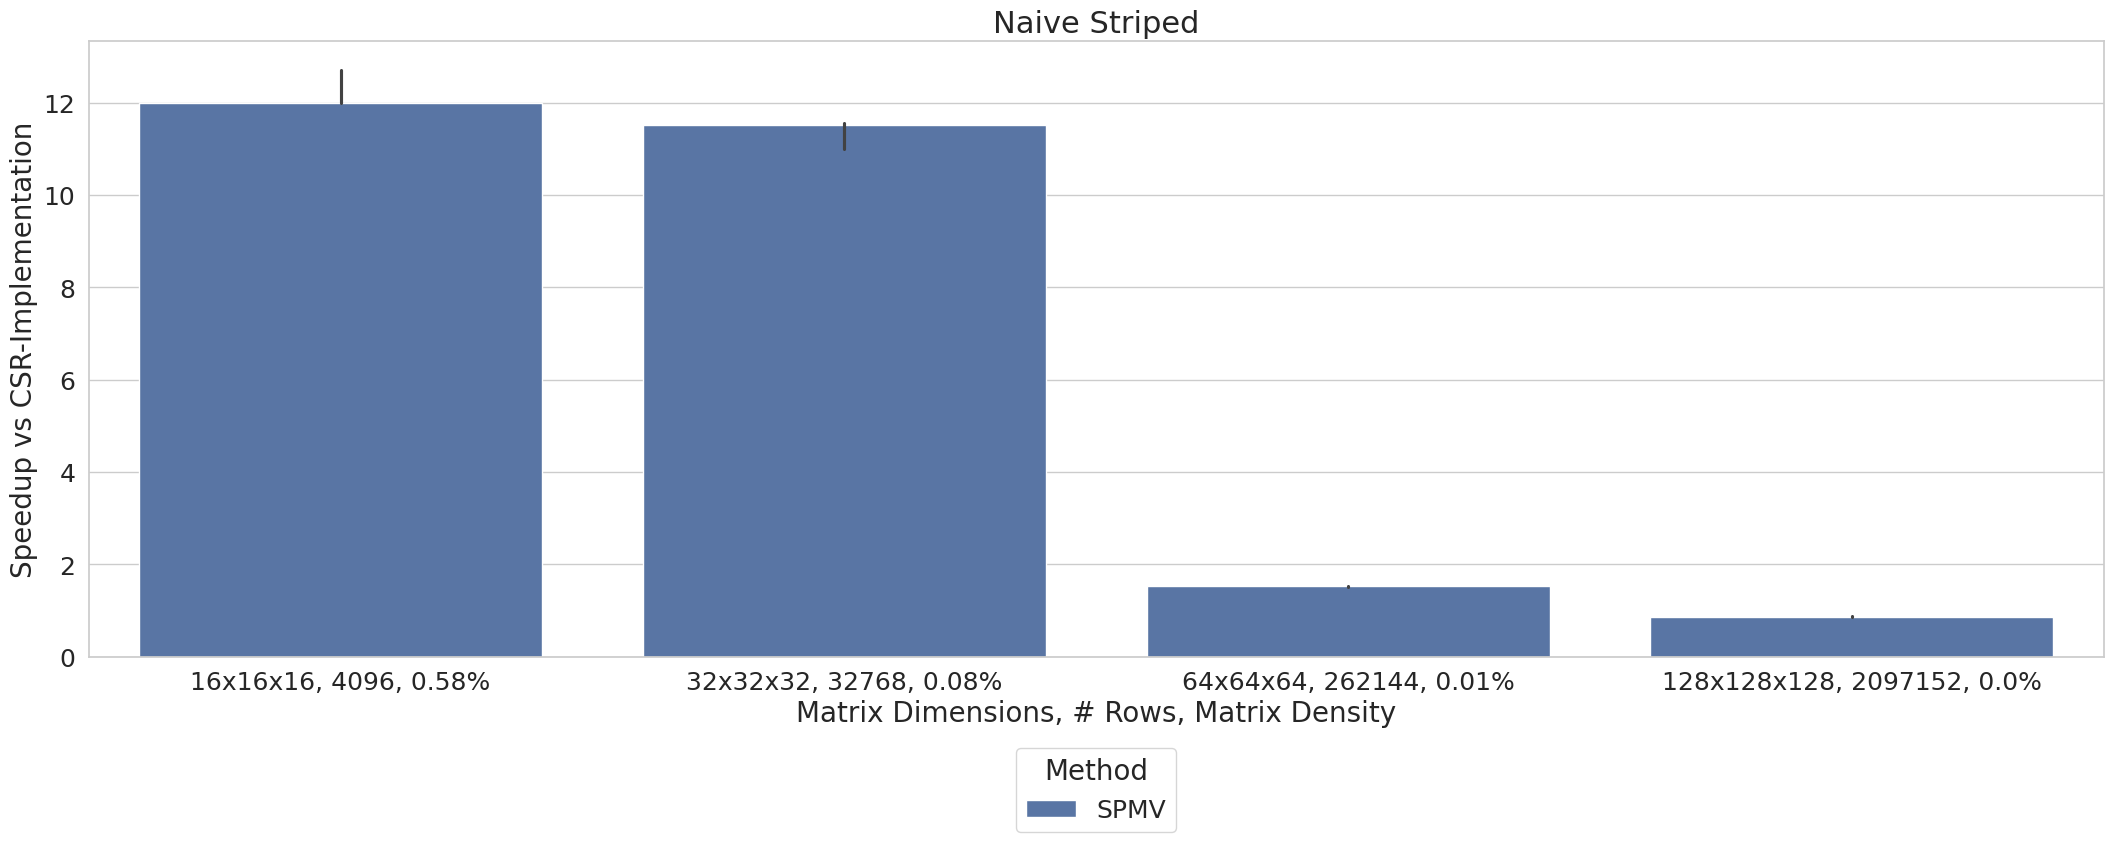 Naive Striped
Speedup vs CSR-Implementation
12
10
8
6
4
2
0
16x16x16, 4096, 0.58%
32x32x32, 32768, 0.08%
64x64x64, 262144, 0.01%
128x128x128, 2097152, 0.0%
Matrix Dimensions, # Rows, Matrix Density
Method
SPMV